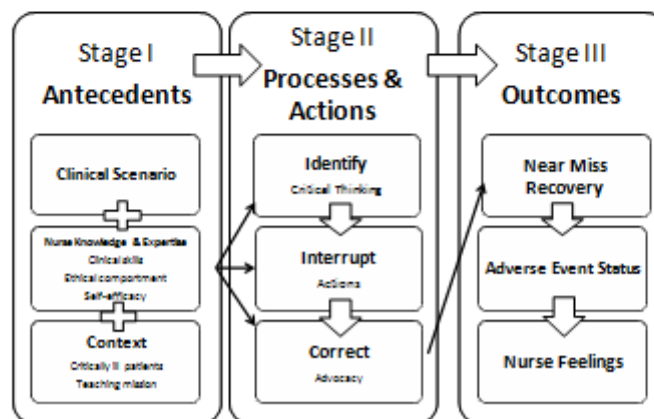 Stage I
Antecedents
Clinical Scenario
Nurse Knowledge & Expertise
Clinical skills
Ethical compartment
Self-efficacy
Context
Critically ill patients
Teaching mission
Stage II
Processes &
Actions
Identify
Critical Thinking
Interrupt
Actions
Correct
Advocacy
Stage III
Outcomes
Near Miss
Recovery
Adverse Event Status
Nurse Feelings